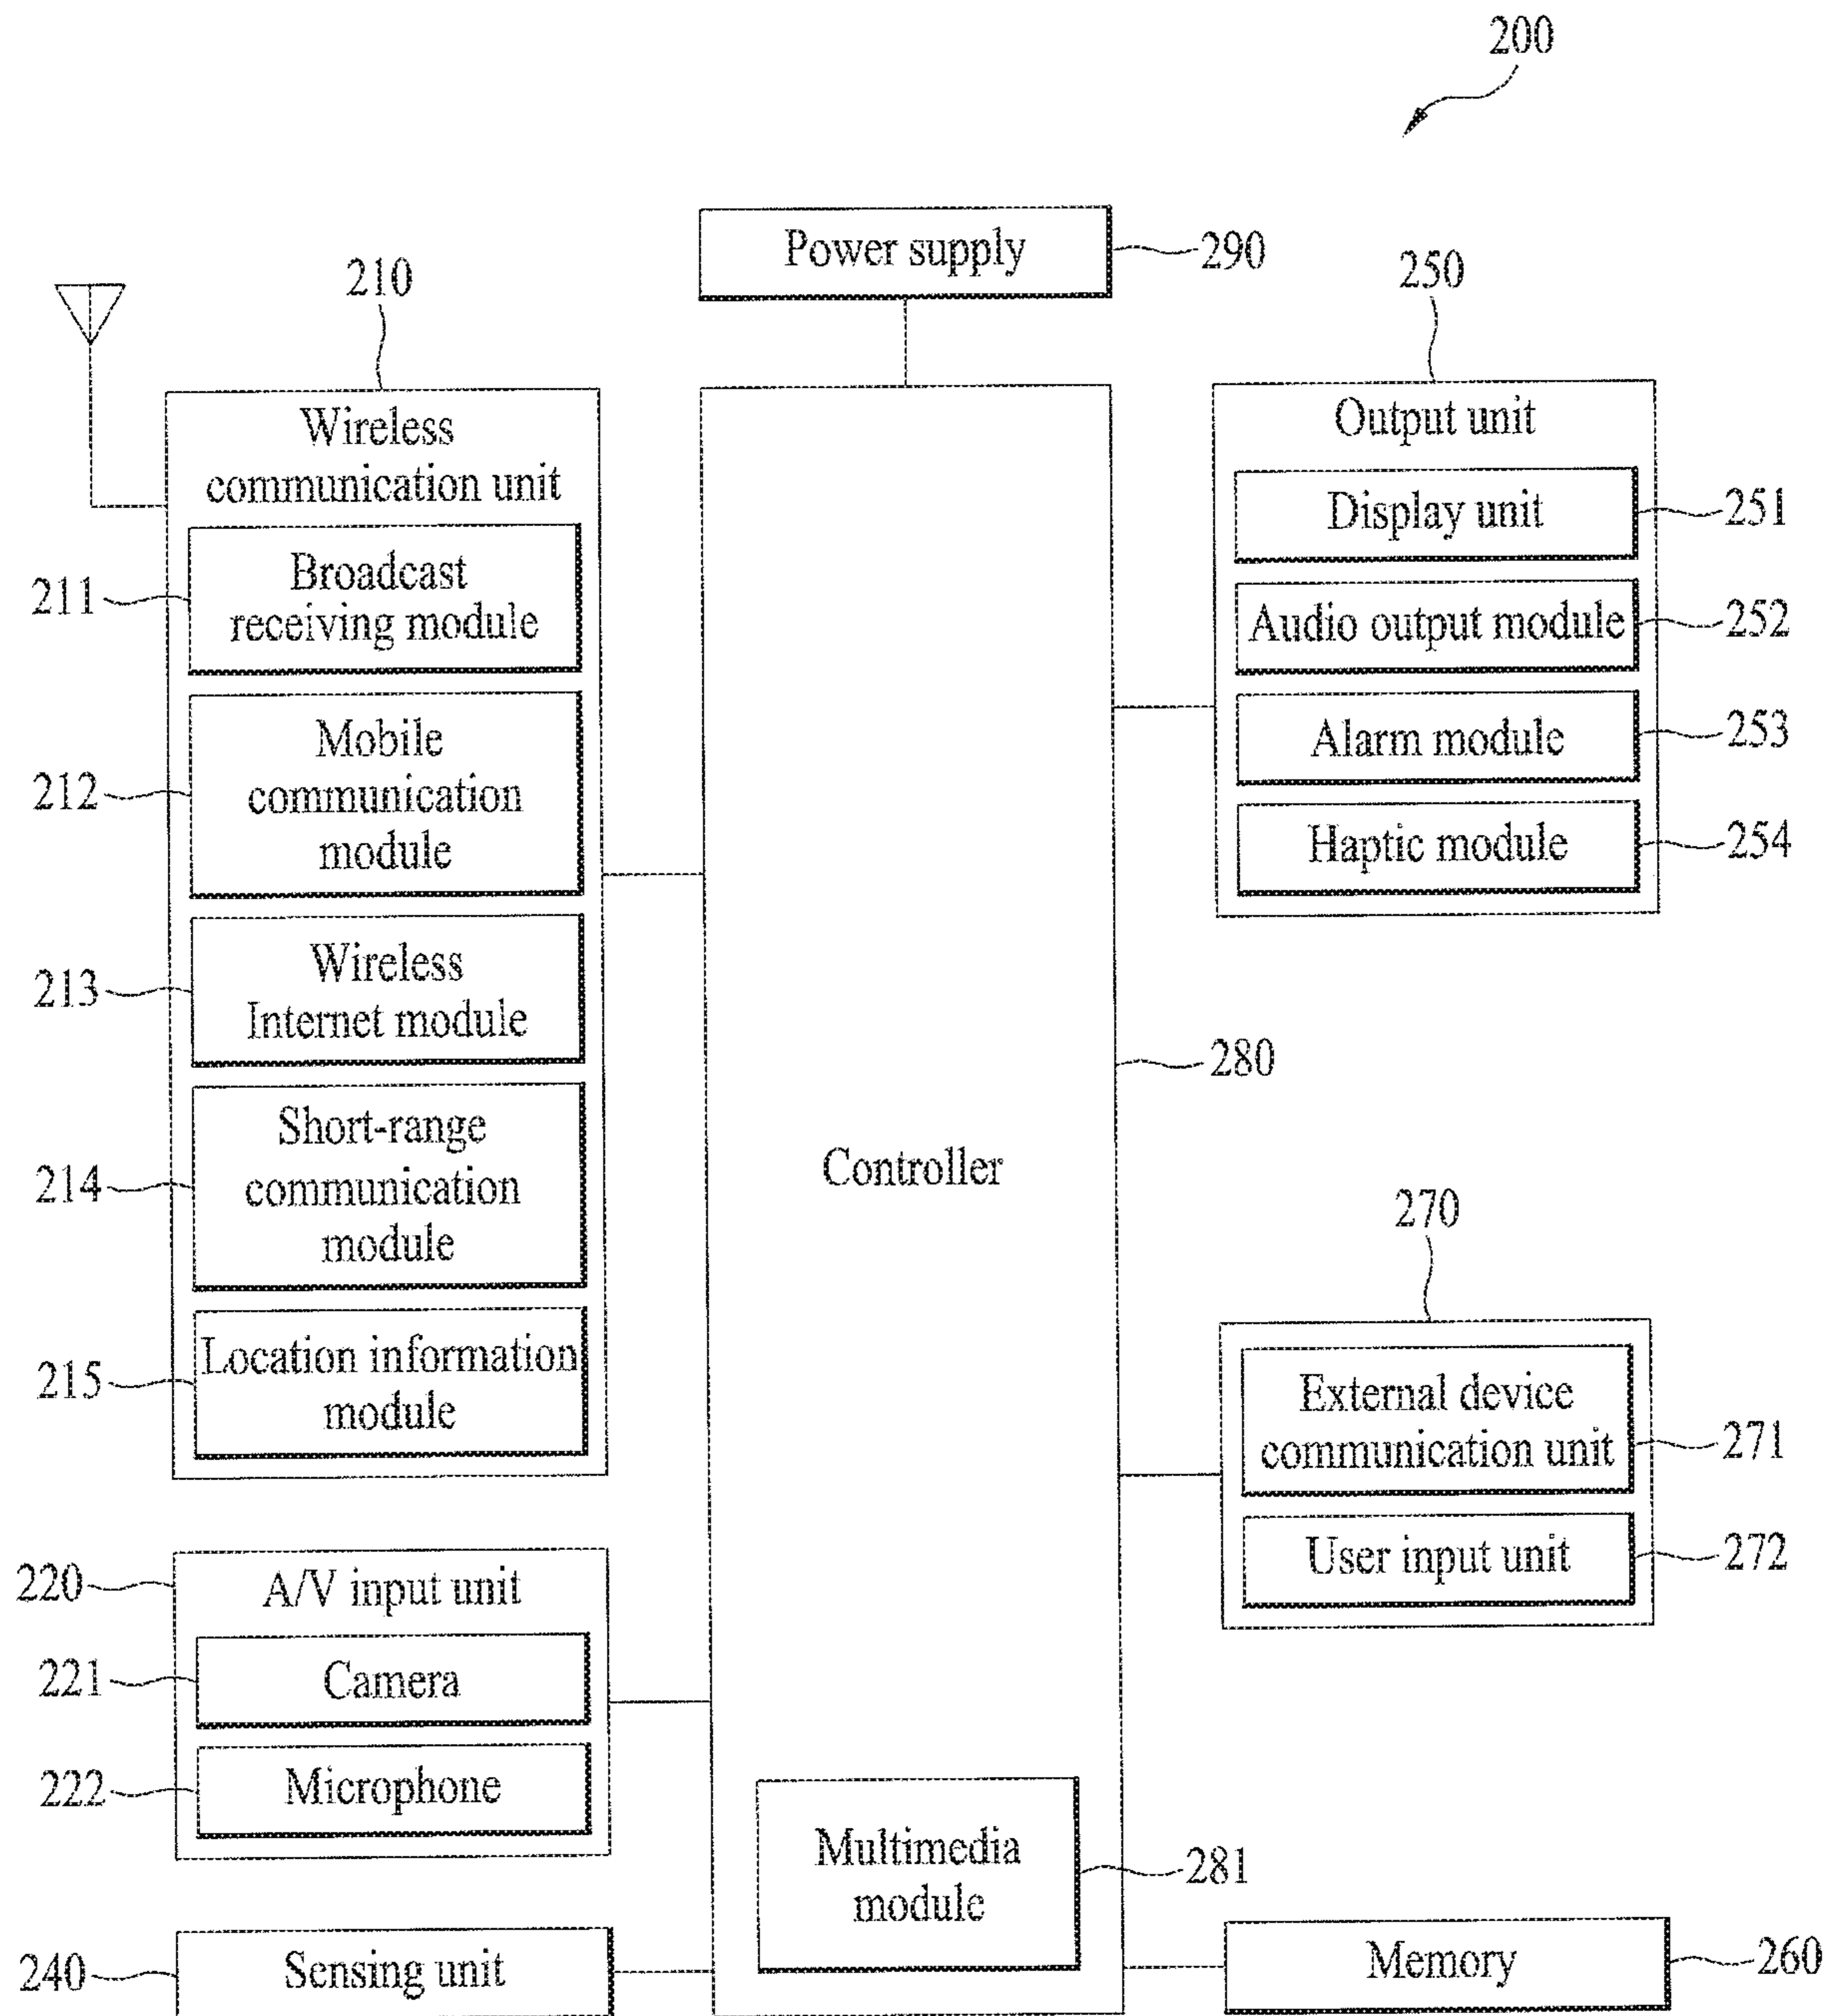 200
Power supply
290
210
Wireless
communication unit
211
Broadcast
receiving module
212
Mobile
communication
module
213
Wireless
Internet module
214
Short-range
communication
module
215
Location information
module
220
A/V input unit
221
Camera
222
Microphone
240
Sensing unit
Controller
280
Multimedia
module
281
250
Output unit
Display unit
251
Audio output module
252
Alarm module
253
Haptic module
254
270
External device
communication unit
271
User input unit
272
Memory
260